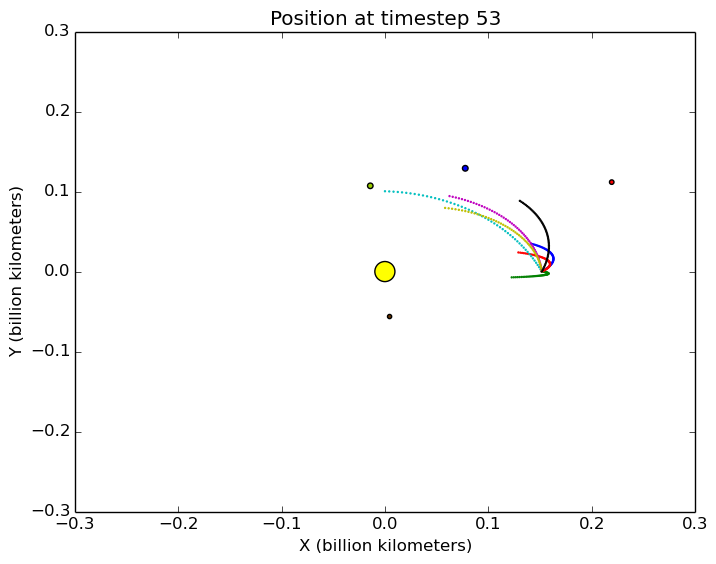 Position at timestep 53
0.3
0.2
0.1
0.0
−0.1
−0.2
−0.3
−0.3 −0.2 −0.1 0.0 0.1 0.2 0.3
X (billion kilometers)
Y (billion kilometers)